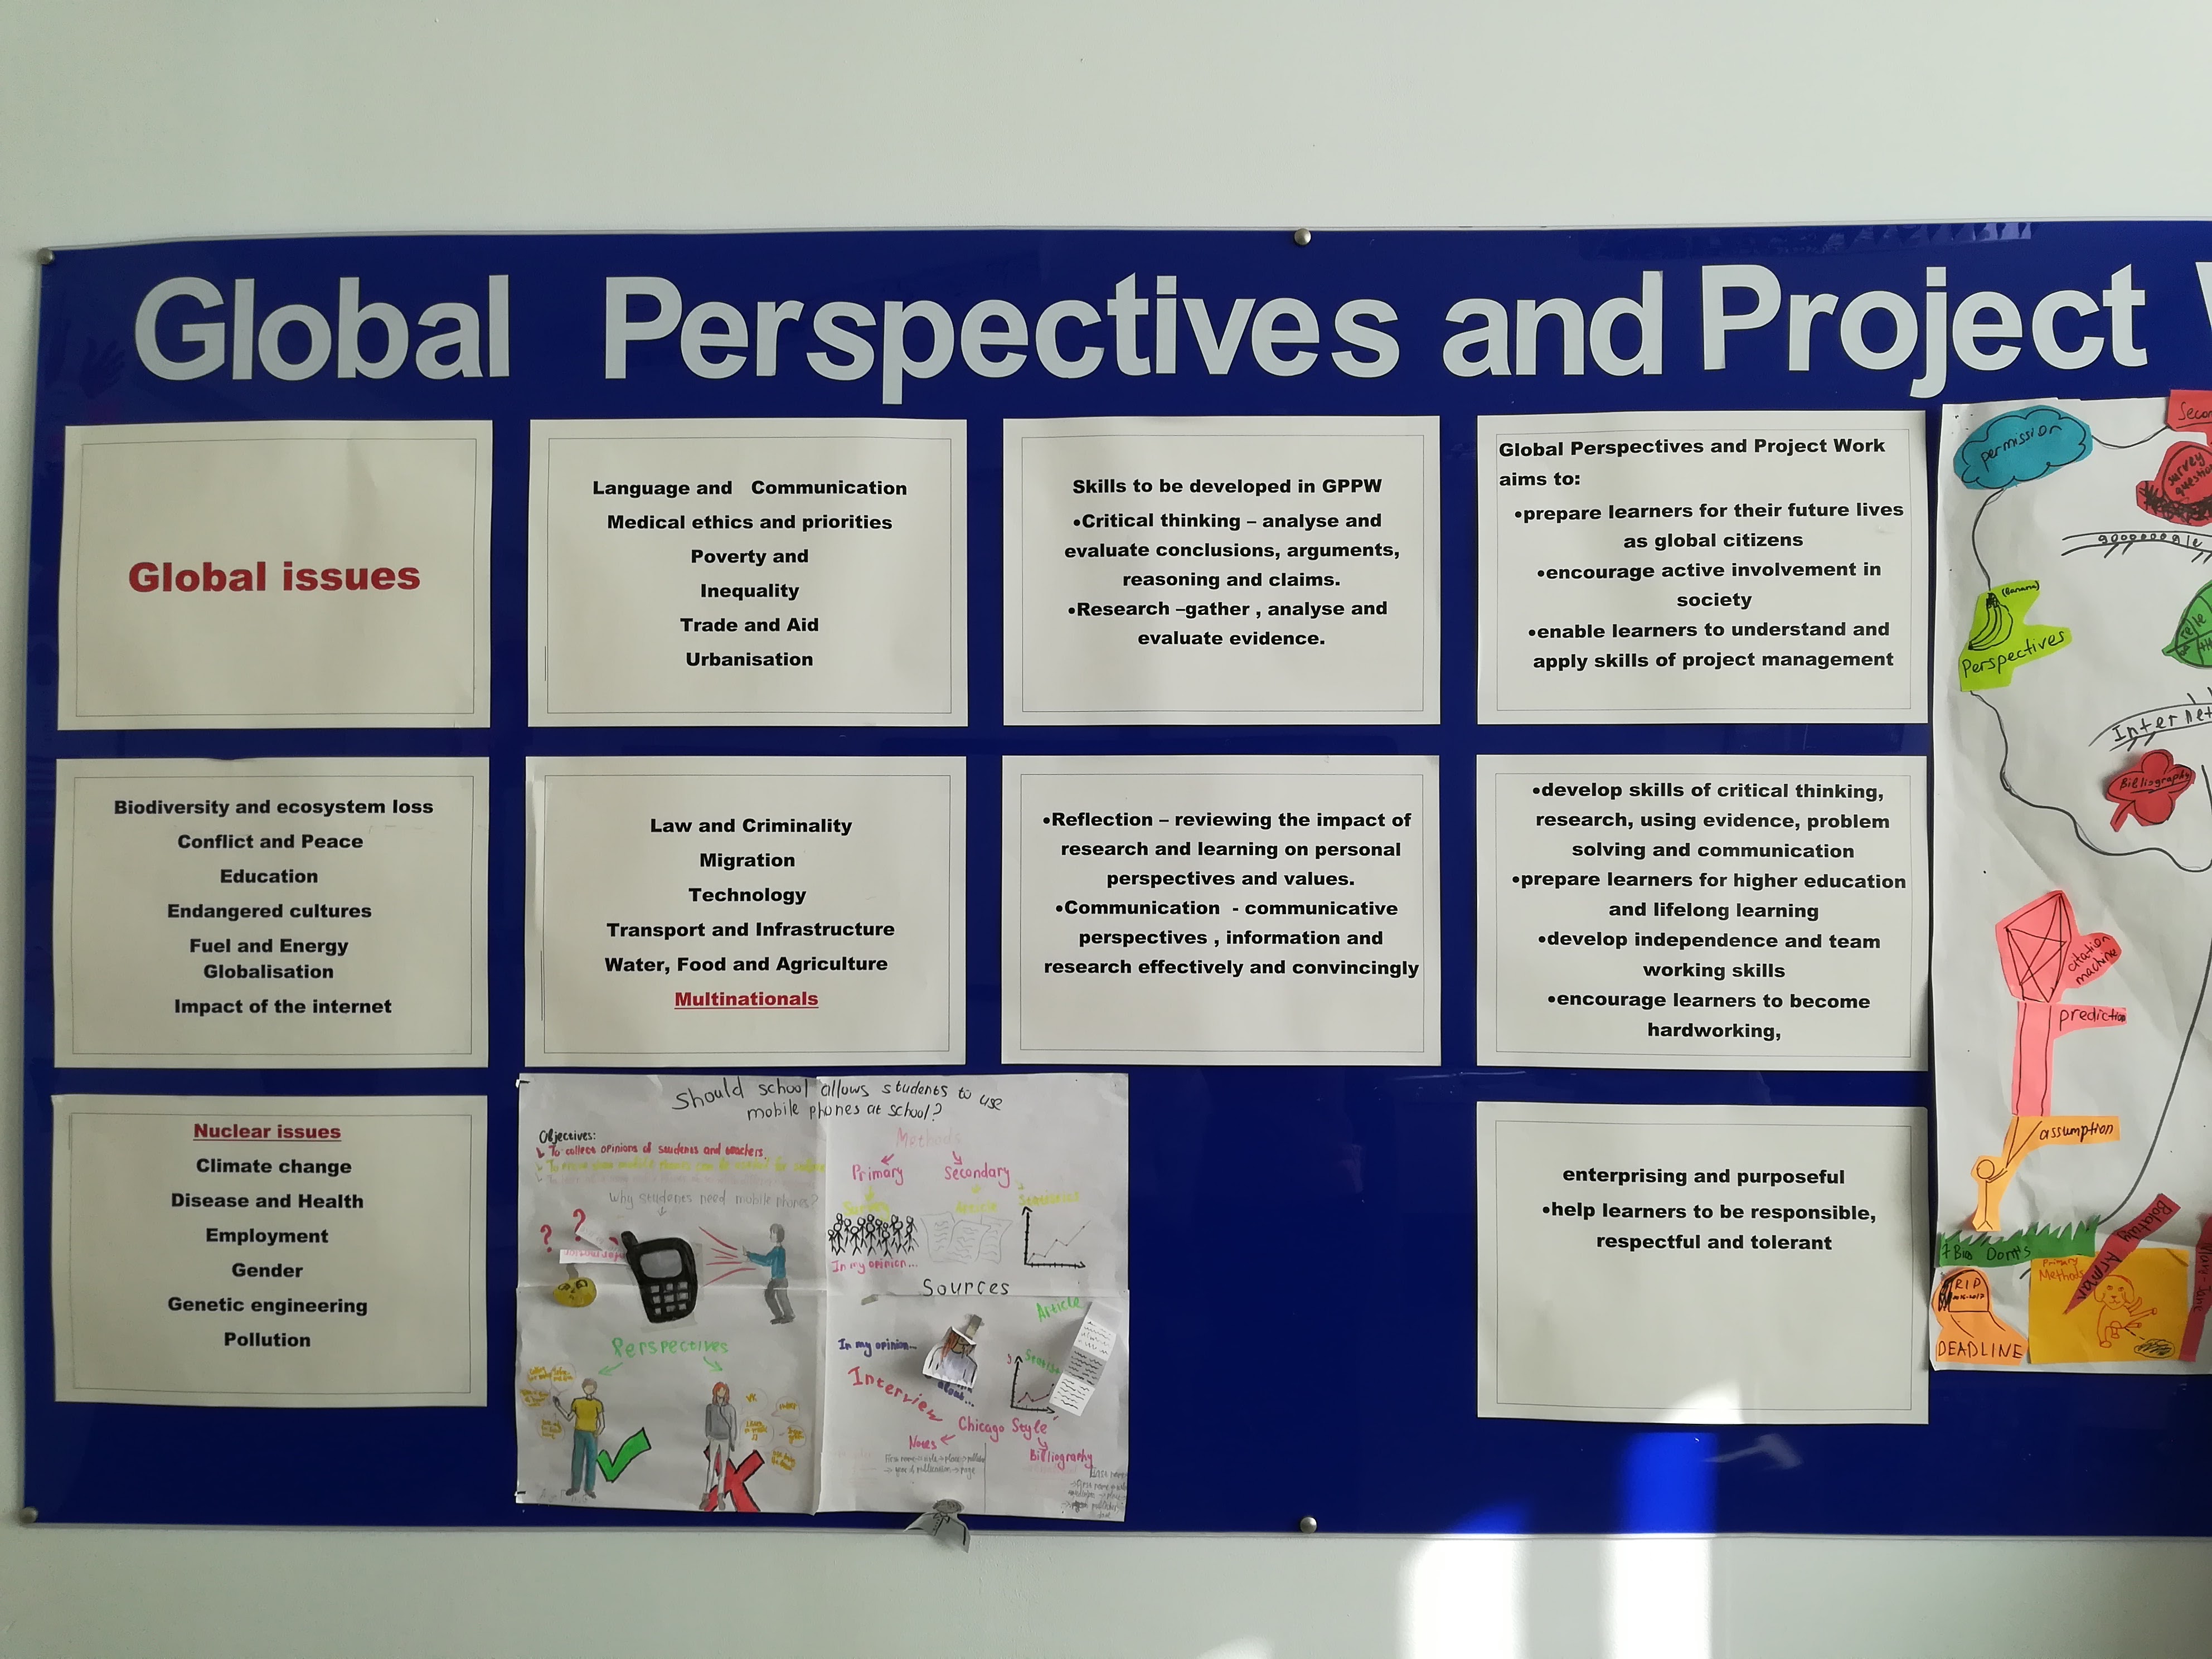 Global Perspectives and Project
Global issues
Biodiversity and ecosystem loss
Conflict and Peace
Education
Endangered cultures
Fuel and Energy
Globalisation
Impact of the internet
Nuclear issues
Climate change
Disease and Health
Employment
Gender
Genetic engineering
Pollution
Language and Communication
Medical ethics and priorities
Poverty and
Inequality
Trade and Aid
Urbanisation
Law and Criminality
Migration
Technology
Transport and Infrastructure
Water, Food and Agriculture
Multinationals
Skills to be developed in GPPW
•Critical thinking – analyse and
evaluate conclusions, arguments,
reasoning and claims.
•Research –gather , analyse and
evaluate evidence.
•Reflection – reviewing the impact of
research and learning on personal
perspectives and values.
•Communication - communicative
perspectives , information and
research effectively and convincingly
Global Perspectives and Project Work
aims to:
•prepare learners for their future lives
as global citizens
•encourage active involvement in
society
•enable learners to understand and
apply skills of project management
•develop skills of critical thinking,
research, using evidence, problem
solving and communication
•prepare learners for higher education
and lifelong learning
•develop independence and team
working skills
•encourage learners to become
hardworking,
enterprising and purposeful
•help learners to be responsible,
respectful and tolerant
Should school allows students to use
mobile phones at school?
Objectives:
To collect opinions of students and teachers.
Why students need mobile phones?
? ?
Perspectives
Methods
Primary Secondary
Survey Article Statistics
In my opinion...
Sources
Article
In my opinion...
Interview
Chicago Style
Notes
Bibliography
permission
survey
goooooogle
(Banana)
Perspectives
Internet
Bibliography
citation
machine
prediction
assumption
Dont's
Primary
Methods
RIP
2016-2017
DEADLINE